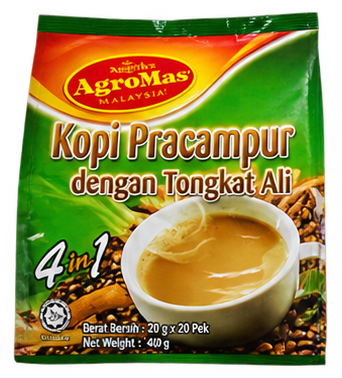 AGROMAS
MALAYSIA
Kopi Pracampur
dengan Tongkat Ali
4 in 1
Berat Bersih : 20 g x 20 Pek
Net Weight : 400 g